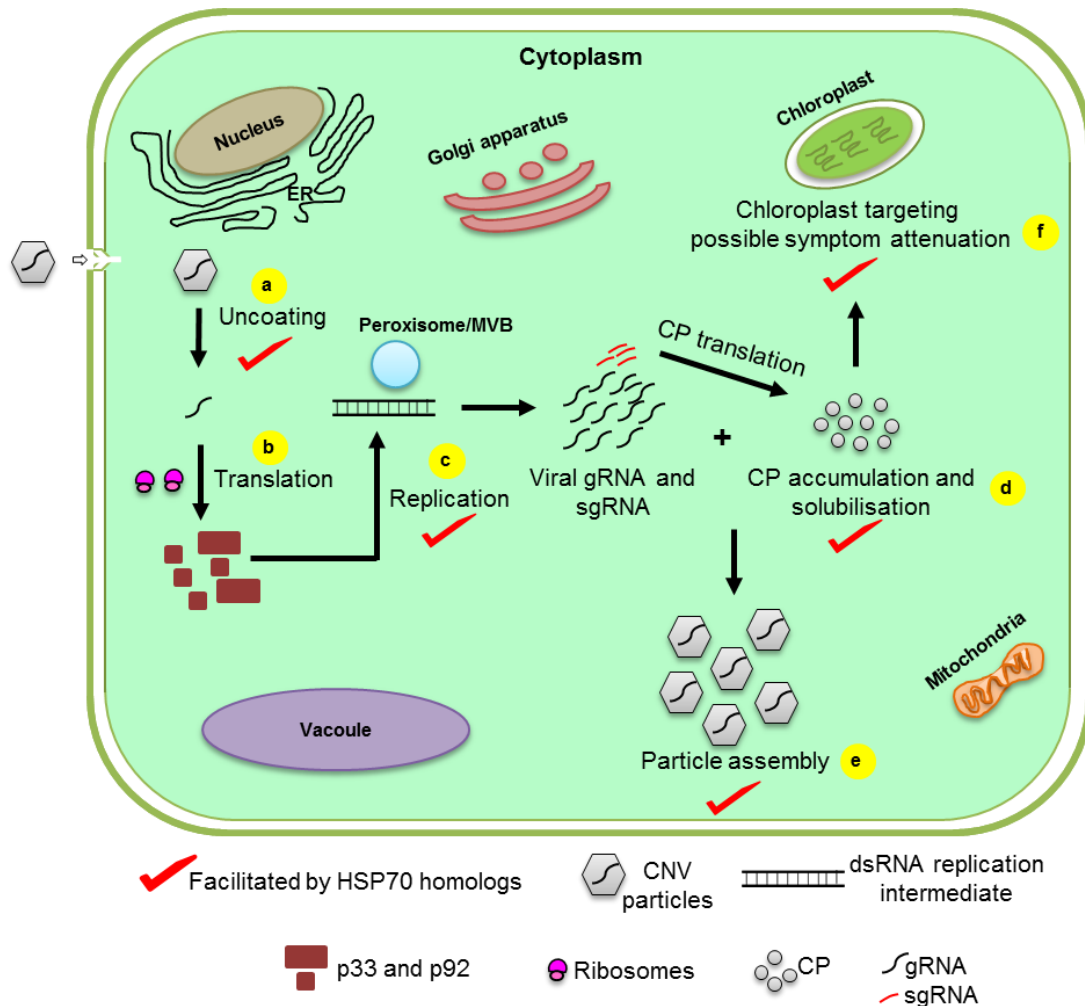 Cytoplasm
Nucleus
ER
Golgi apparatus
Chloroplast
Chloroplast targeting
possible symptom attenuation
f
a
Uncoating
Peroxisome/MVB
CP translation
b
Translation
c
Replication
Viral gRNA and
sgRNA
+
CP accumulation and
solubilisation
d
Vacoule
Particle assembly
e
Mitochondria
Facilitated by HSP70 homologs
CNV
particles
dsRNA replication
intermediate
p33 and p92
Ribosomes
CP
gRNA
sgRNA